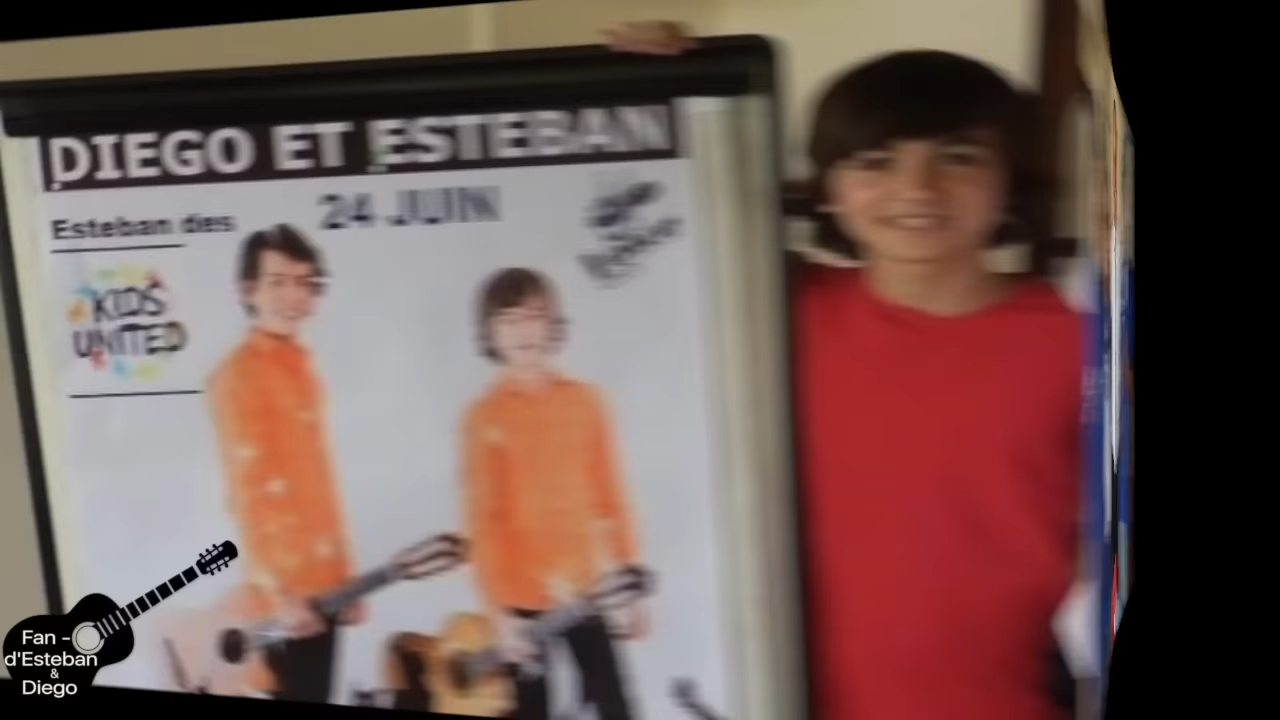 DIEGO ET ESTEBAN
24 JUIN
Esteban des
KIDS
UNITED
Fan -
d'Esteban
&
Diego